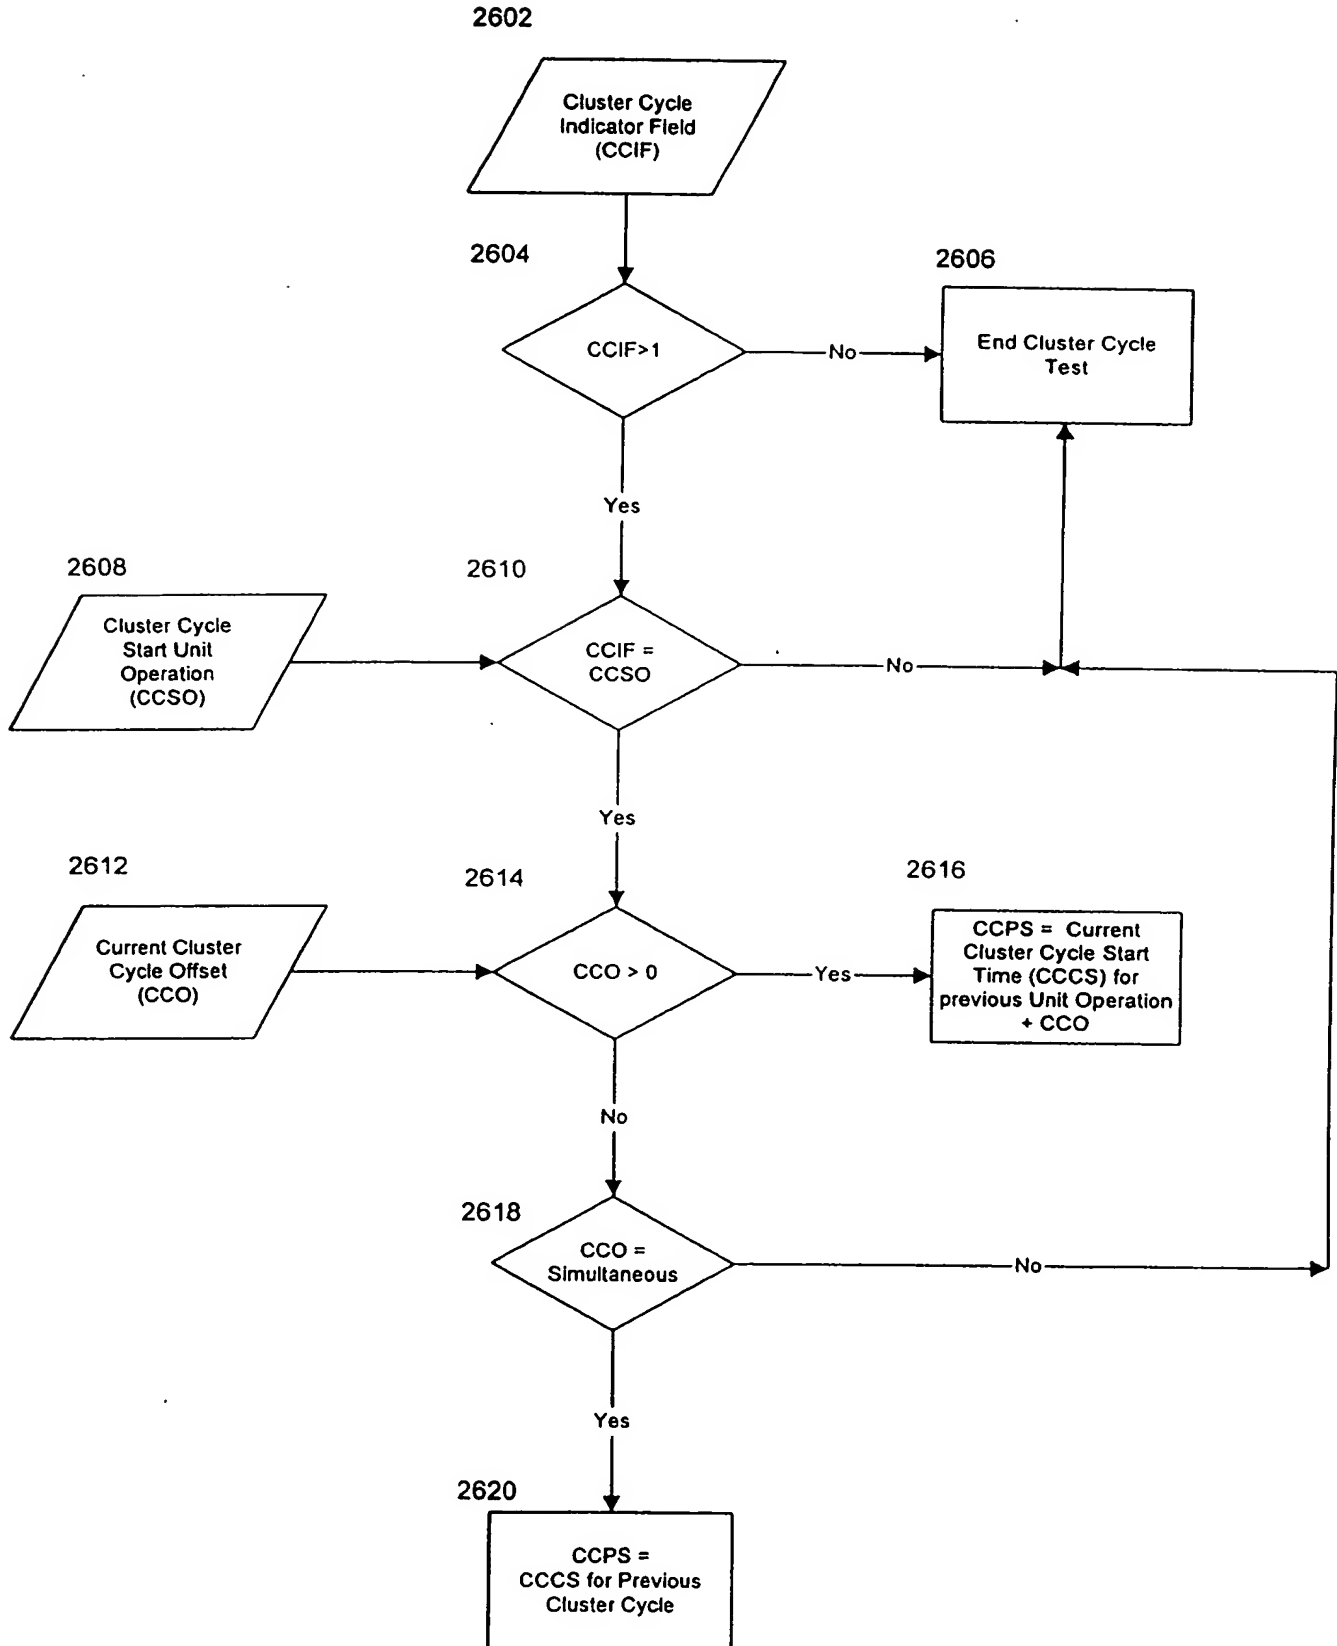 2602
Cluster Cycle
Indicator Field
(CCIF)
2604
2606
CCIF>1
No
End Cluster Cycle
Test
Yes
2608
2610
Cluster Cycle
Start Unit
Operation
(CCSO)
CCIF =
CCSO
No
Yes
2612
2614
2616
Current Cluster
Cycle Offset
(CCO)
CCO > 0
Yes
CCPS = Current
Cluster Cycle Start
Time (CCCS) for
previous Unit Operation
+ CCO
No
2618
CCO =
Simultaneous
No
Yes
2620
CCPS =
CCCS for Previous
Cluster Cycle